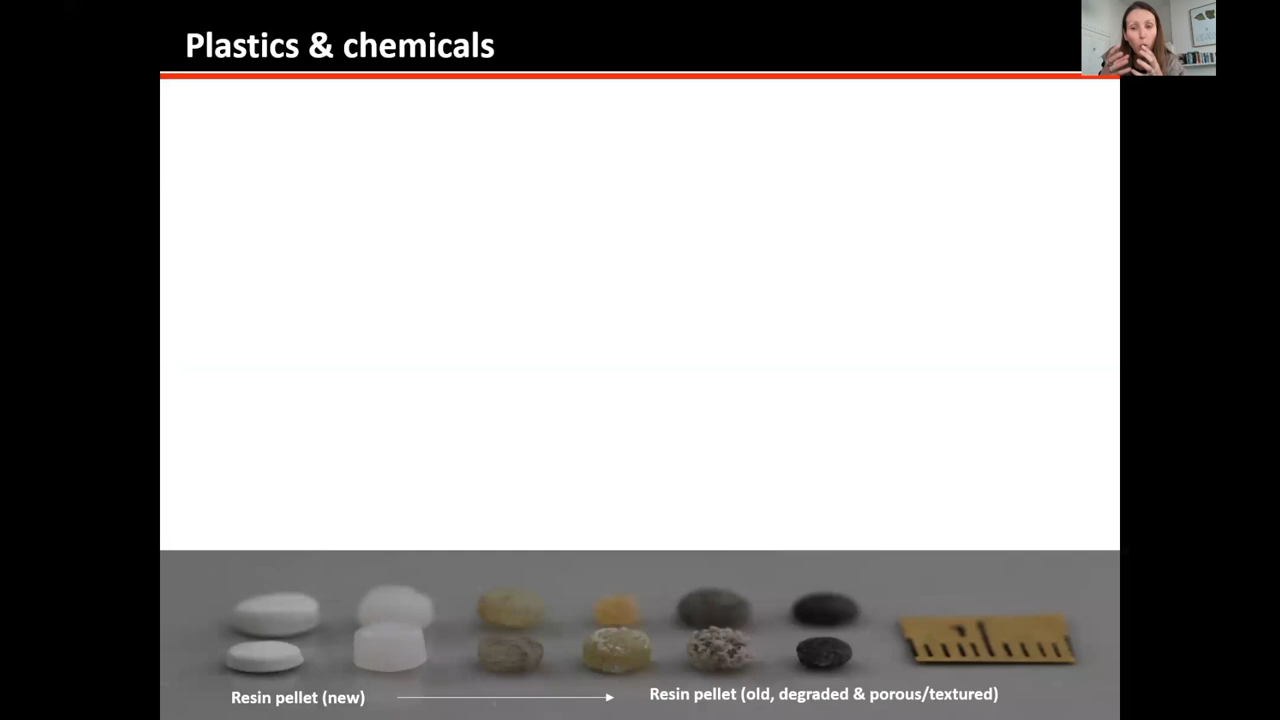 Plastics & chemicals
Resin pellet (new)
Resin pellet (old, degraded & porous/textured)